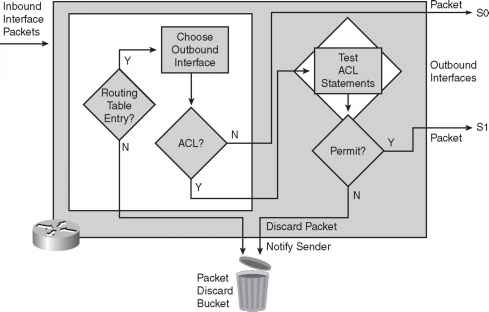 Inbound
Interface
Packets
Packet
S0
Choose
Outbound
Interface
Y
Test
ACL
Statements
Outbound
Interfaces
Routing
Table
Entry?
ACL?
N
Permit?
Y
S1
Packet
N
Y
N
Discard Packet
Notify Sender
Packet
Discard
Bucket